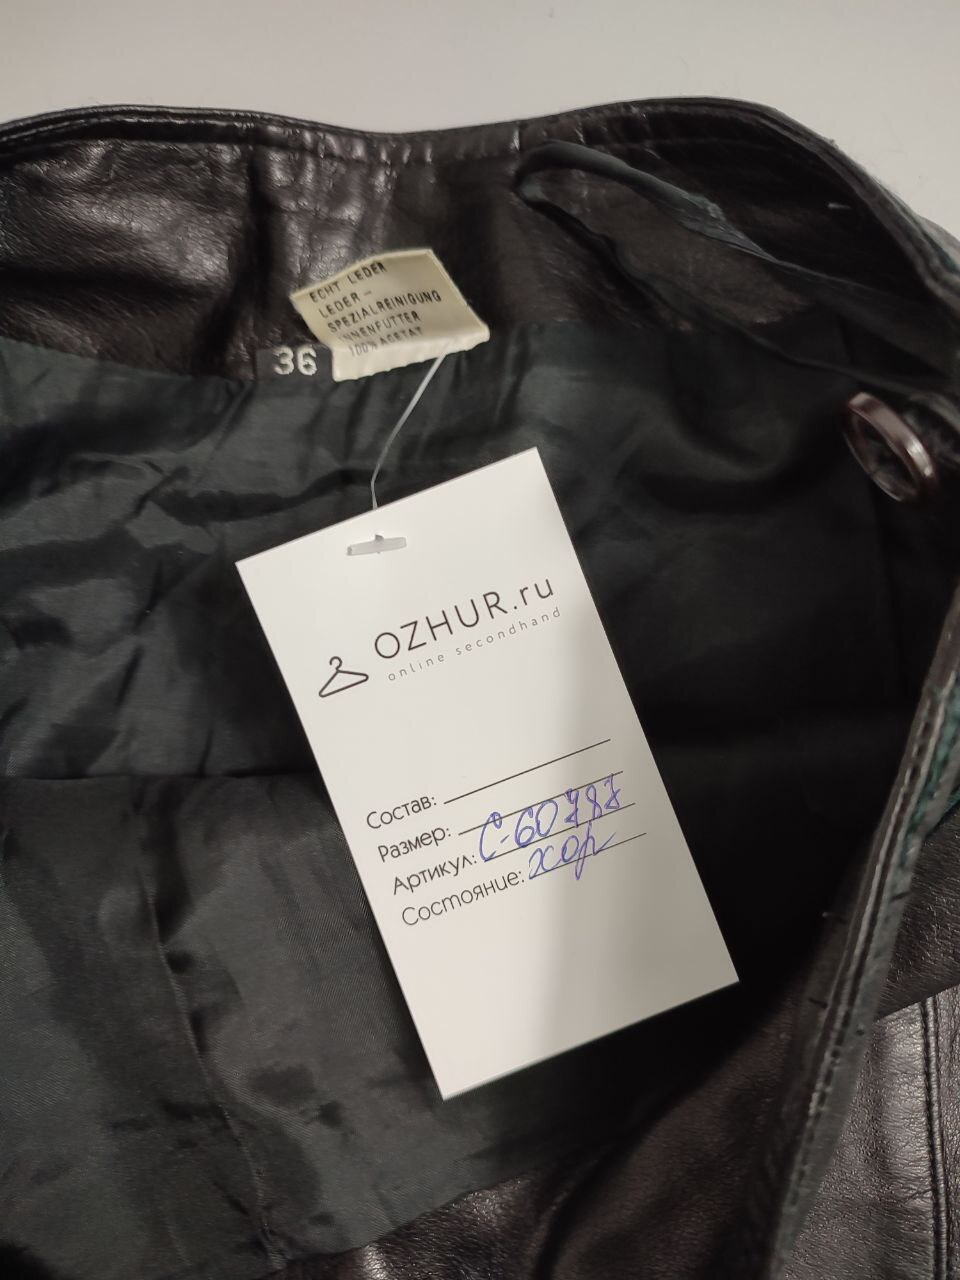 ECHT LEDER
LEDER-
SPEZIALREINIGUNG
INNENFUTTER
100% ACETAT
36
OZHUR.ru
online secondhand
Состав:
Размер:
Артикул: С-60787
Состояние: хор